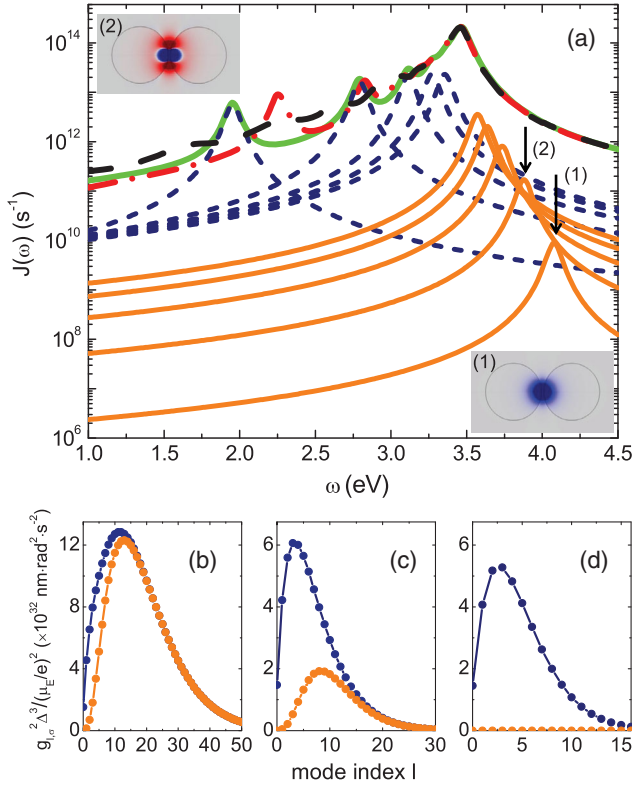 (2)
(a)
10^14
10^12
10^10
10^8
10^6
J(ω) (s^-1)
(2)
(1)
(1)
1.0 1.5 2.0 2.5 3.0 3.5 4.0 4.5
ω (eV)
g_{l,σ}^2 Δ^3/(μ_E/e)^2 (×10^32 nm·rad^2·s^-2)
12
8
4
0
(b)
0 10 20 30 40 50
6
4
2
0
(c)
0 10 20 30
6
4
2
0
(d)
0 5 10 15
mode index l